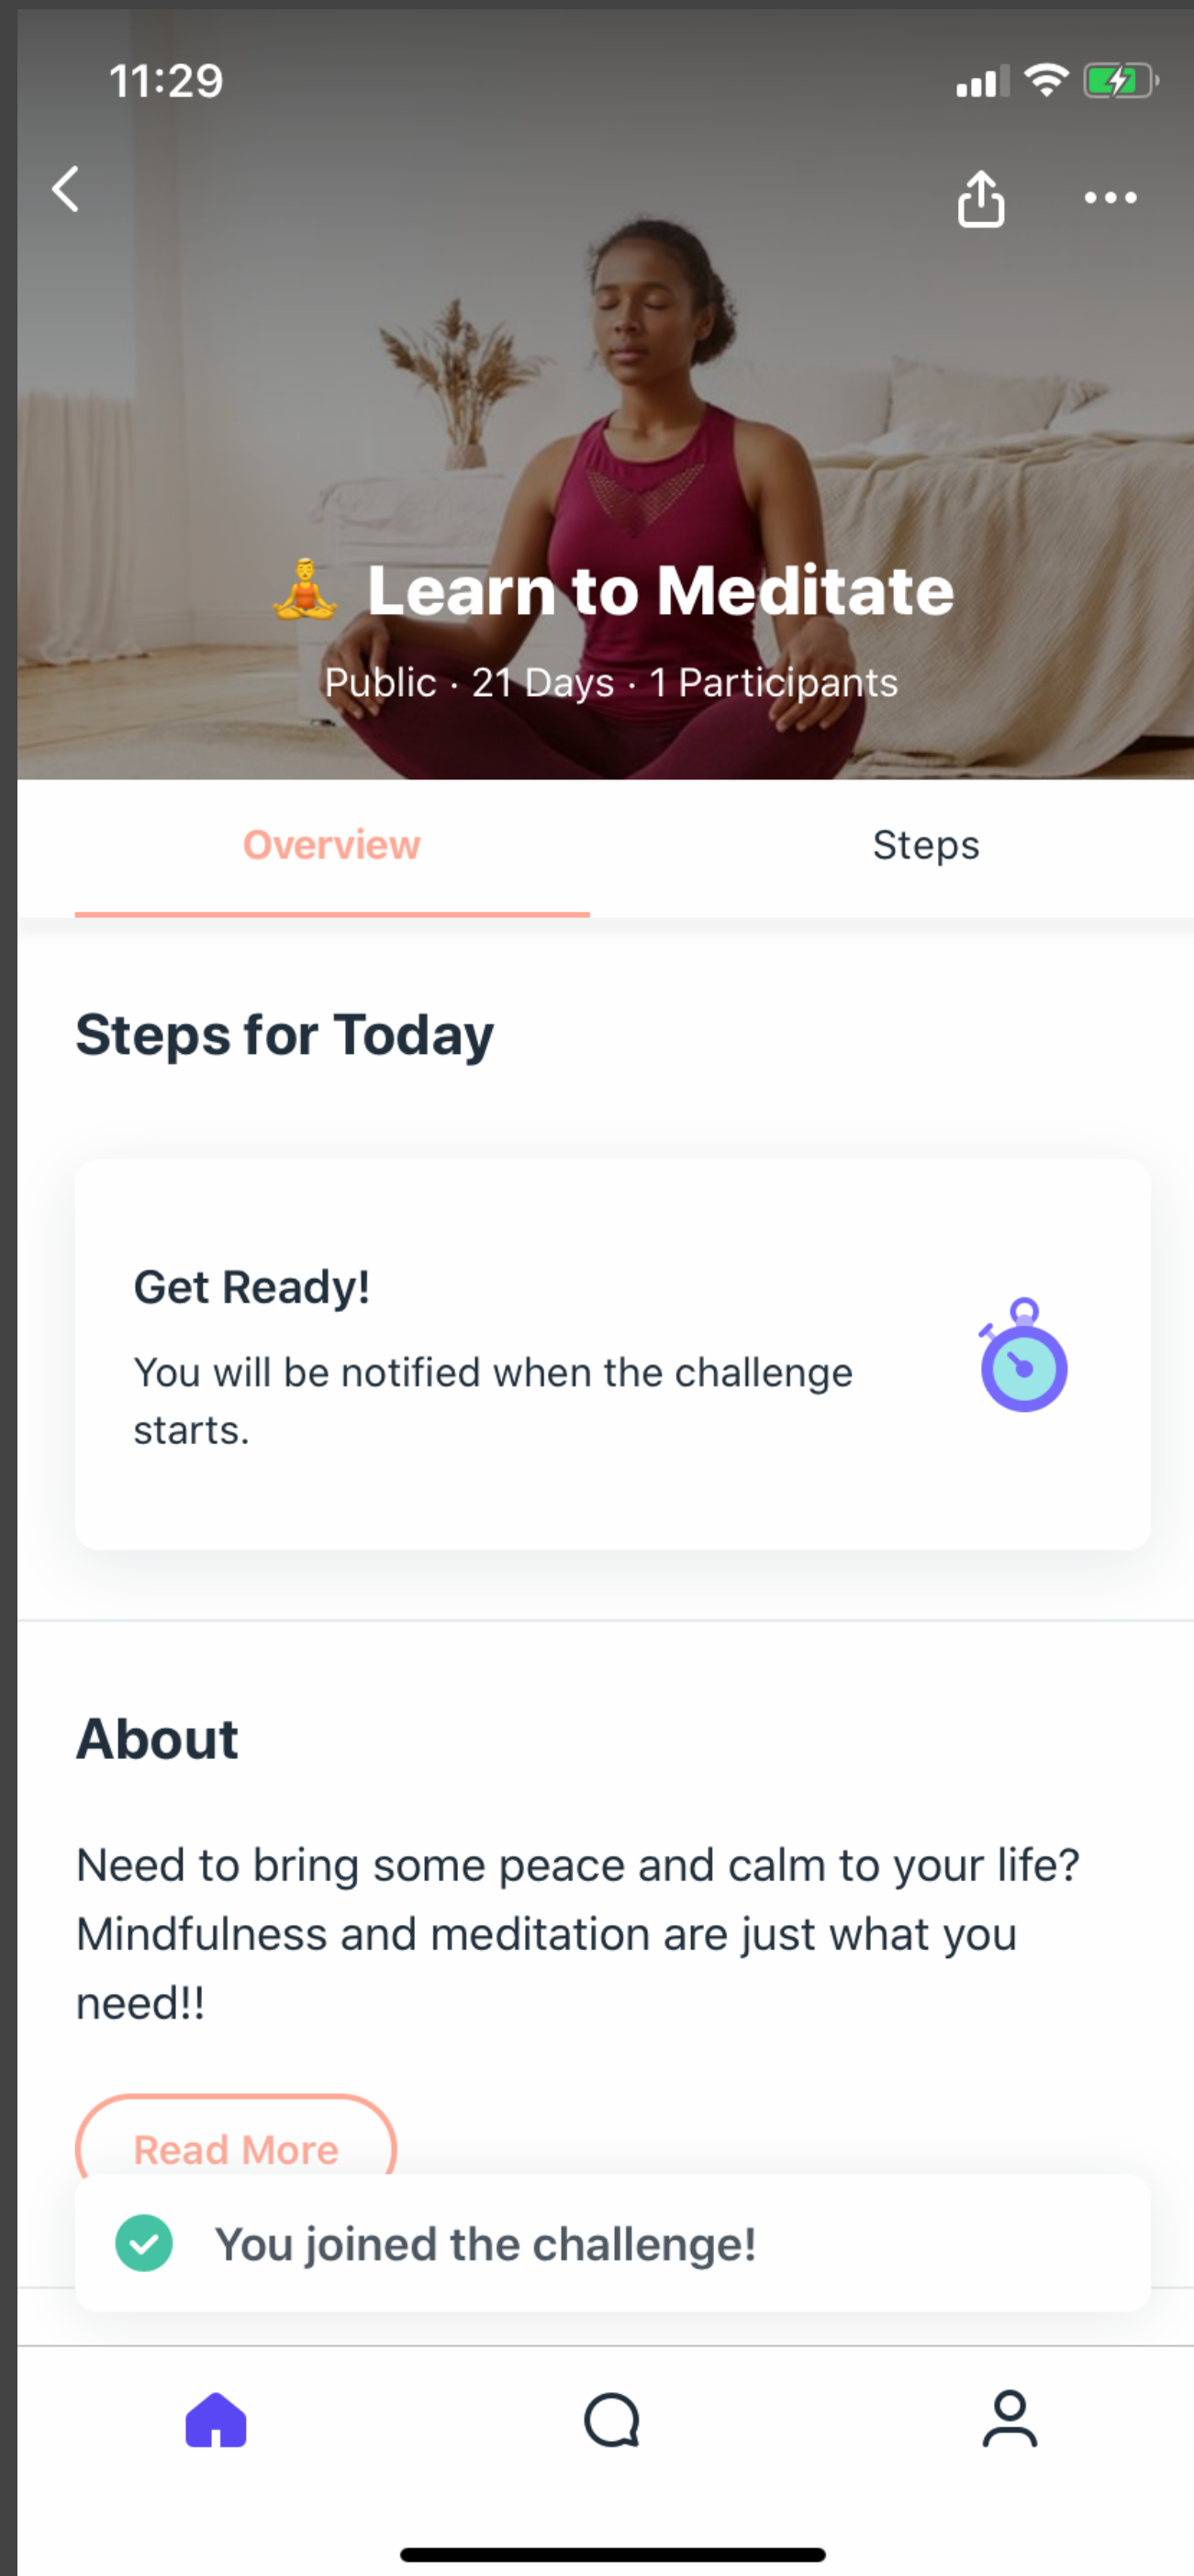 11:29
🧘 Learn to Meditate
Public · 21 Days · 1 Participants
Overview
Steps
Steps for Today
Get Ready!
You will be notified when the challenge
starts.
About
Need to bring some peace and calm to your life?
Mindfulness and meditation are just what you
need!!
Read More
You joined the challenge!